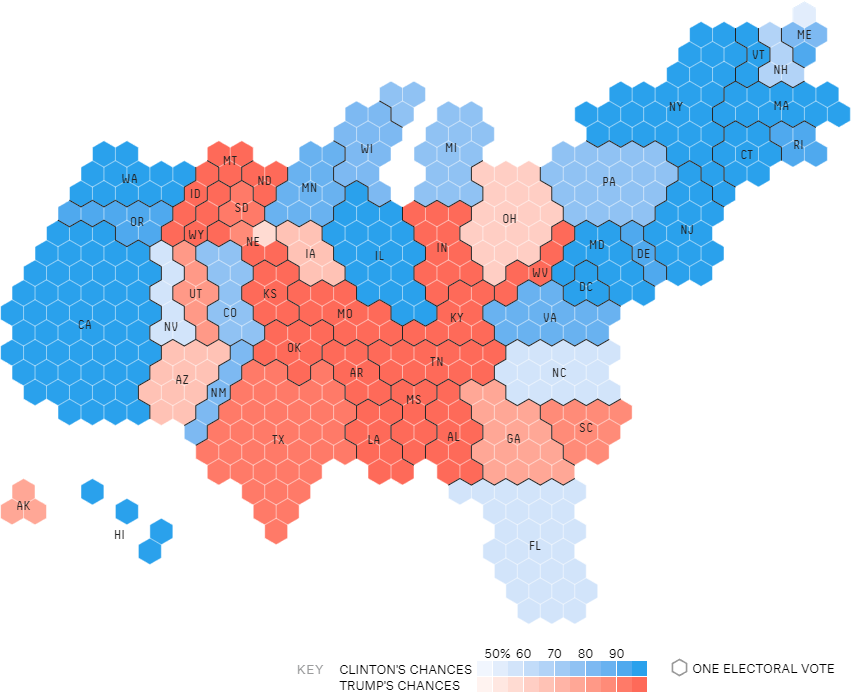 ME
VT
NH
NY
MA
WI
MI
CT
RI
MT
WA
ND
ID
MN
PA
SD
OR
OH
WY
NE
IA
IL
IN
MD
DE
NJ
WV
DC
KS
UT
CO
MO
KY
VA
CA
NV
OK
TN
AZ
AR
NC
NM
MS
TX
LA
AL
GA
SC
AK
HI
FL
50% 60 70 80 90
KEY CLINTON'S CHANCES
TRUMP'S CHANCES
ONE ELECTORAL VOTE